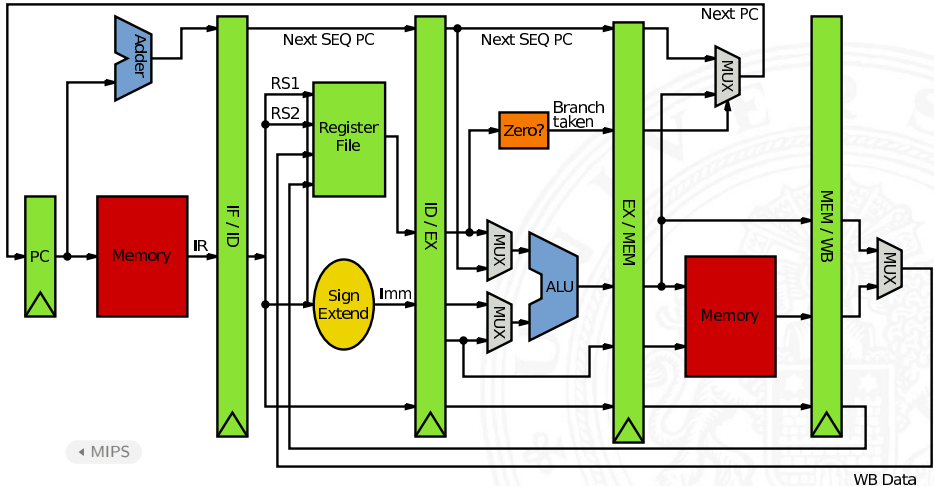 Next PC
Adder
Next SEQ PC
Next SEQ PC
MUX
RS1
RS2
Register
File
Zero?
Branch
taken
PC
Memory
IR
IF / ID
ID / EX
EX / MEM
MEM / WB
MUX
MUX
ALU
Sign
Extend
Imm
MUX
Memory
MIPS
WB Data